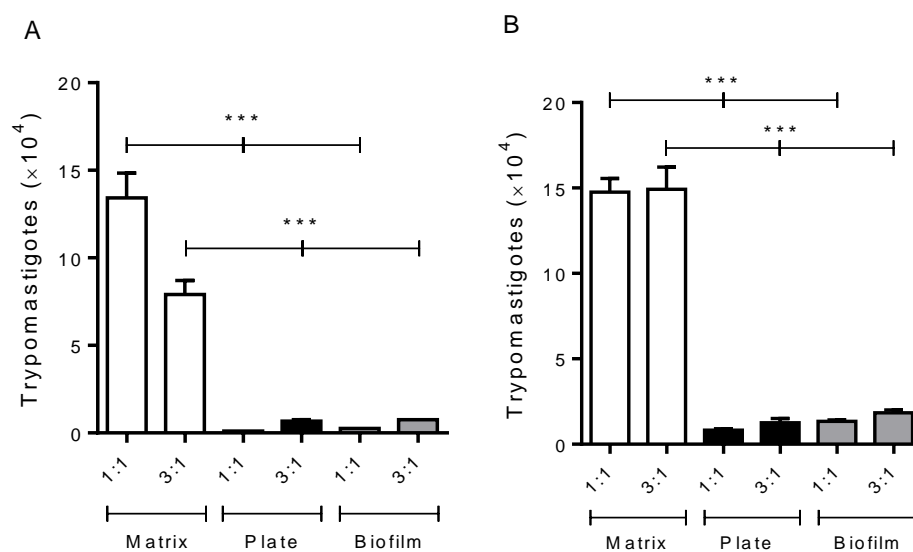 A
Trypomastigotes (×10⁴)
20
15
10
5
0
***
***
1:1
3:1
1:1
3:1
1:1
3:1
Matrix
Plate
Biofilm
B
Trypomastigotes (×10⁴)
20
15
10
5
0
***
***
1:1
3:1
1:1
3:1
1:1
3:1
Matrix
Plate
Biofilm